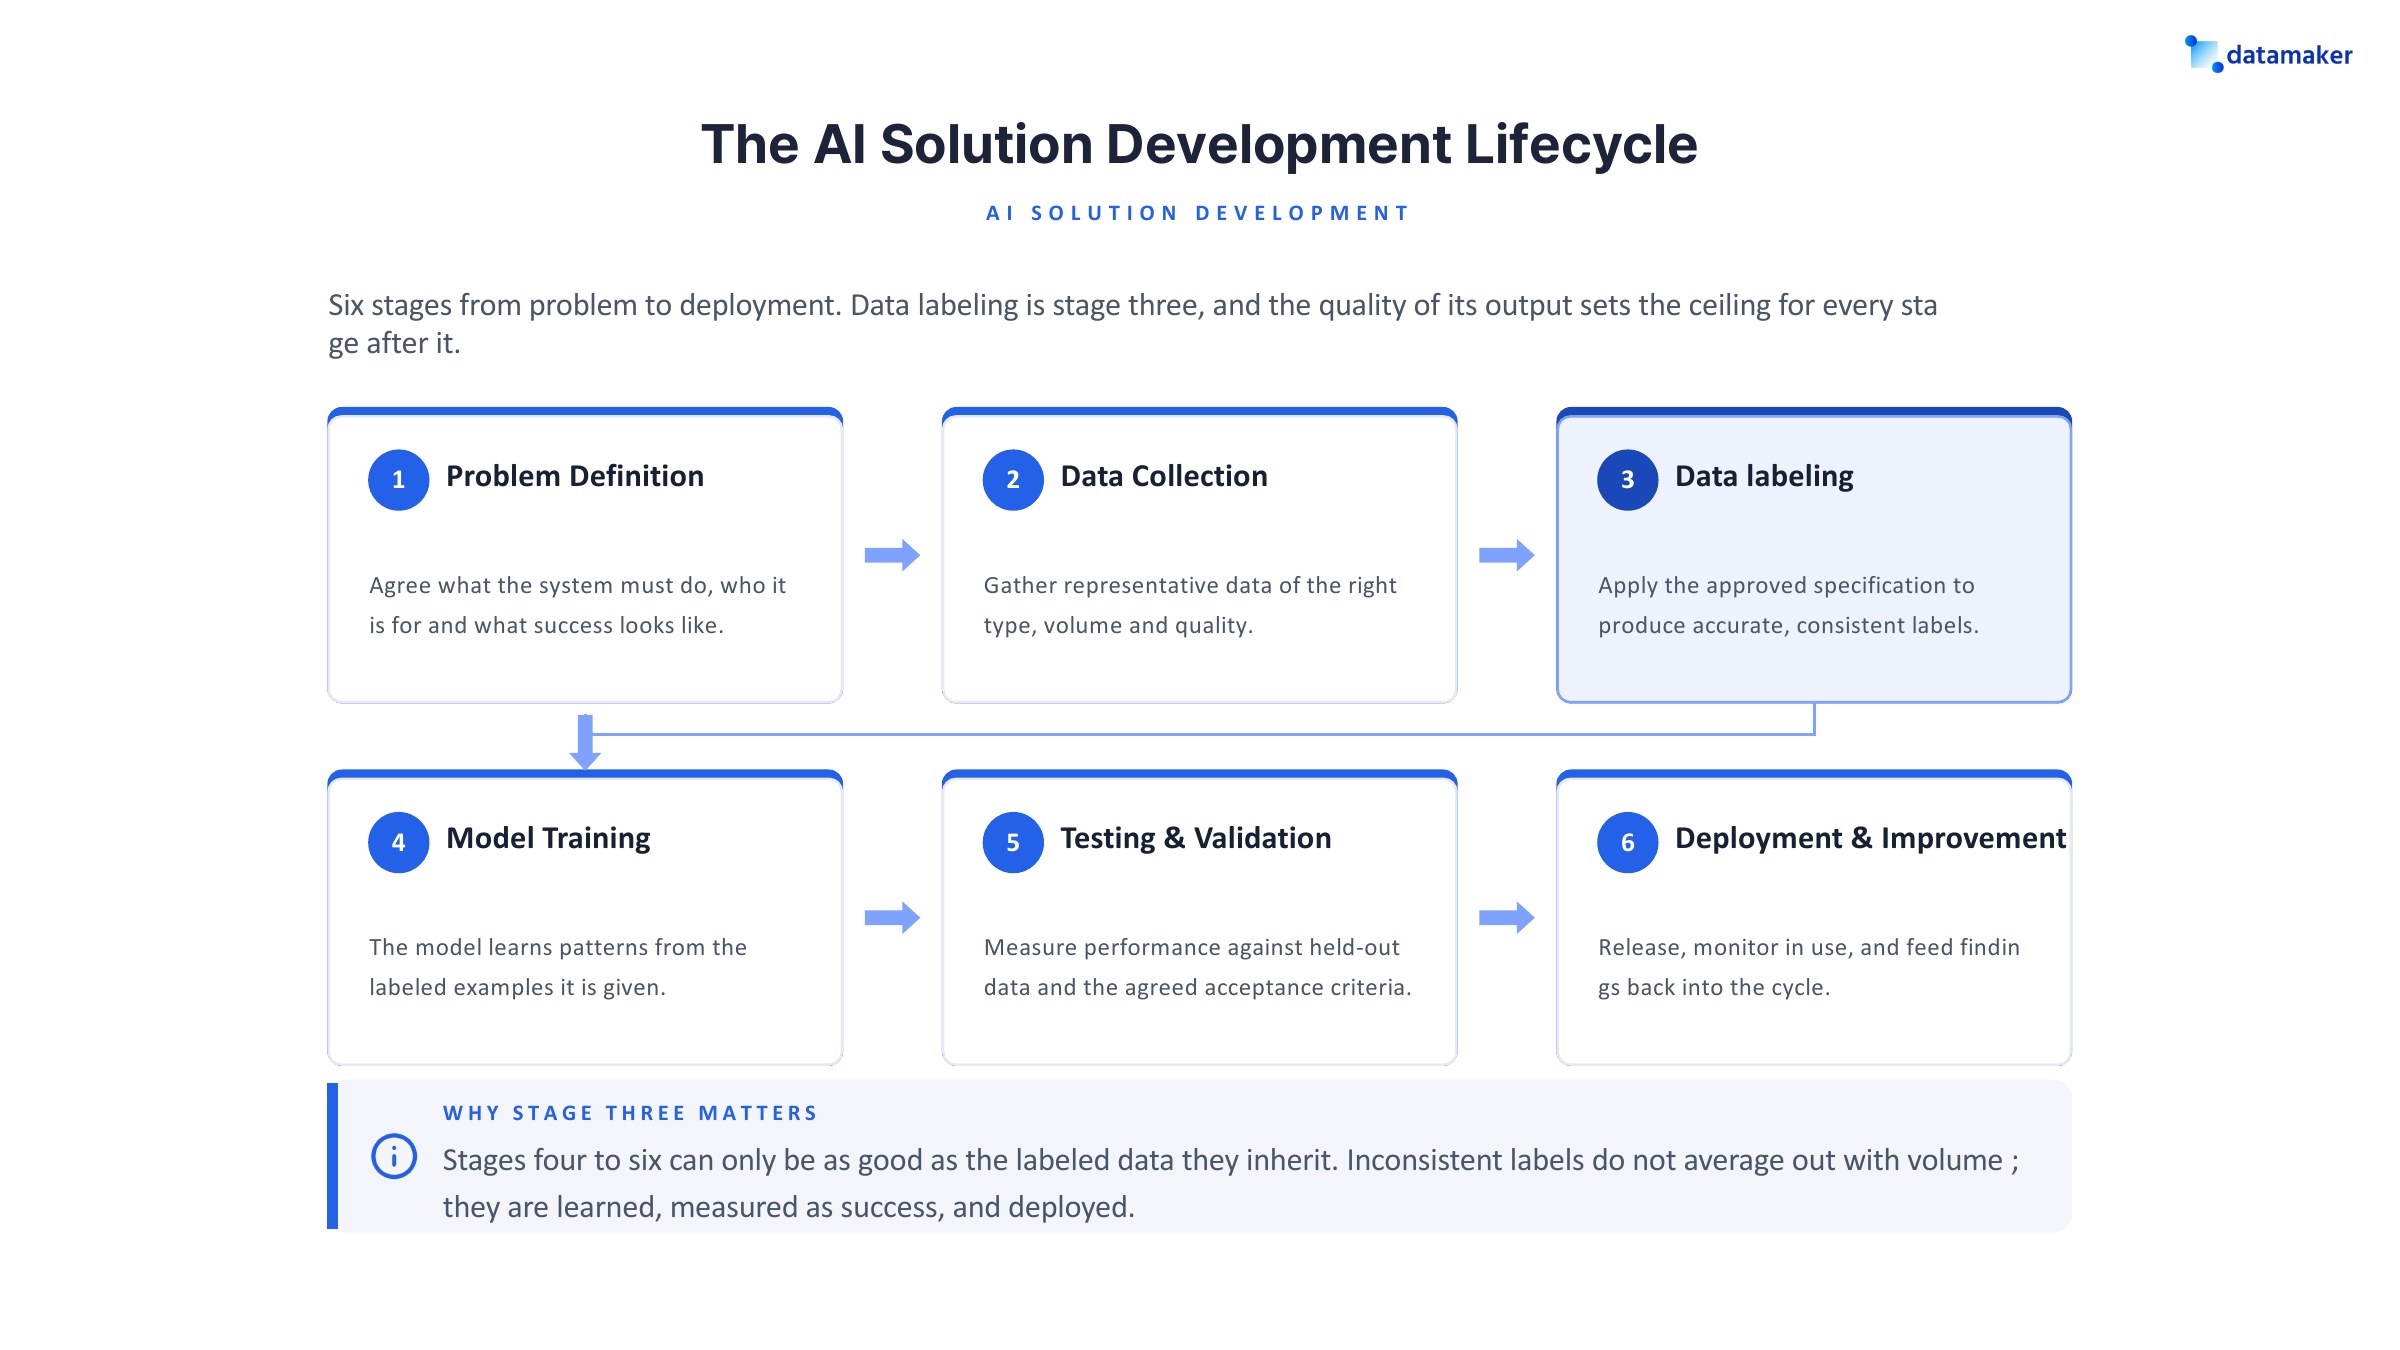 datamaker
The AI Solution Development Lifecycle
AI SOLUTION DEVELOPMENT
Six stages from problem to deployment. Data labeling is stage three, and the quality of its output sets the ceiling for every sta
ge after it.
1 Problem Definition
Agree what the system must do, who it
is for and what success looks like.
2 Data Collection
Gather representative data of the right
type, volume and quality.
3 Data labeling
Apply the approved specification to
produce accurate, consistent labels.
4 Model Training
The model learns patterns from the
labeled examples it is given.
5 Testing & Validation
Measure performance against held-out
data and the agreed acceptance criteria.
6 Deployment & Improvement
Release, monitor in use, and feed findin
gs back into the cycle.
WHY STAGE THREE MATTERS
Stages four to six can only be as good as the labeled data they inherit. Inconsistent labels do not average out with volume ;
they are learned, measured as success, and deployed.